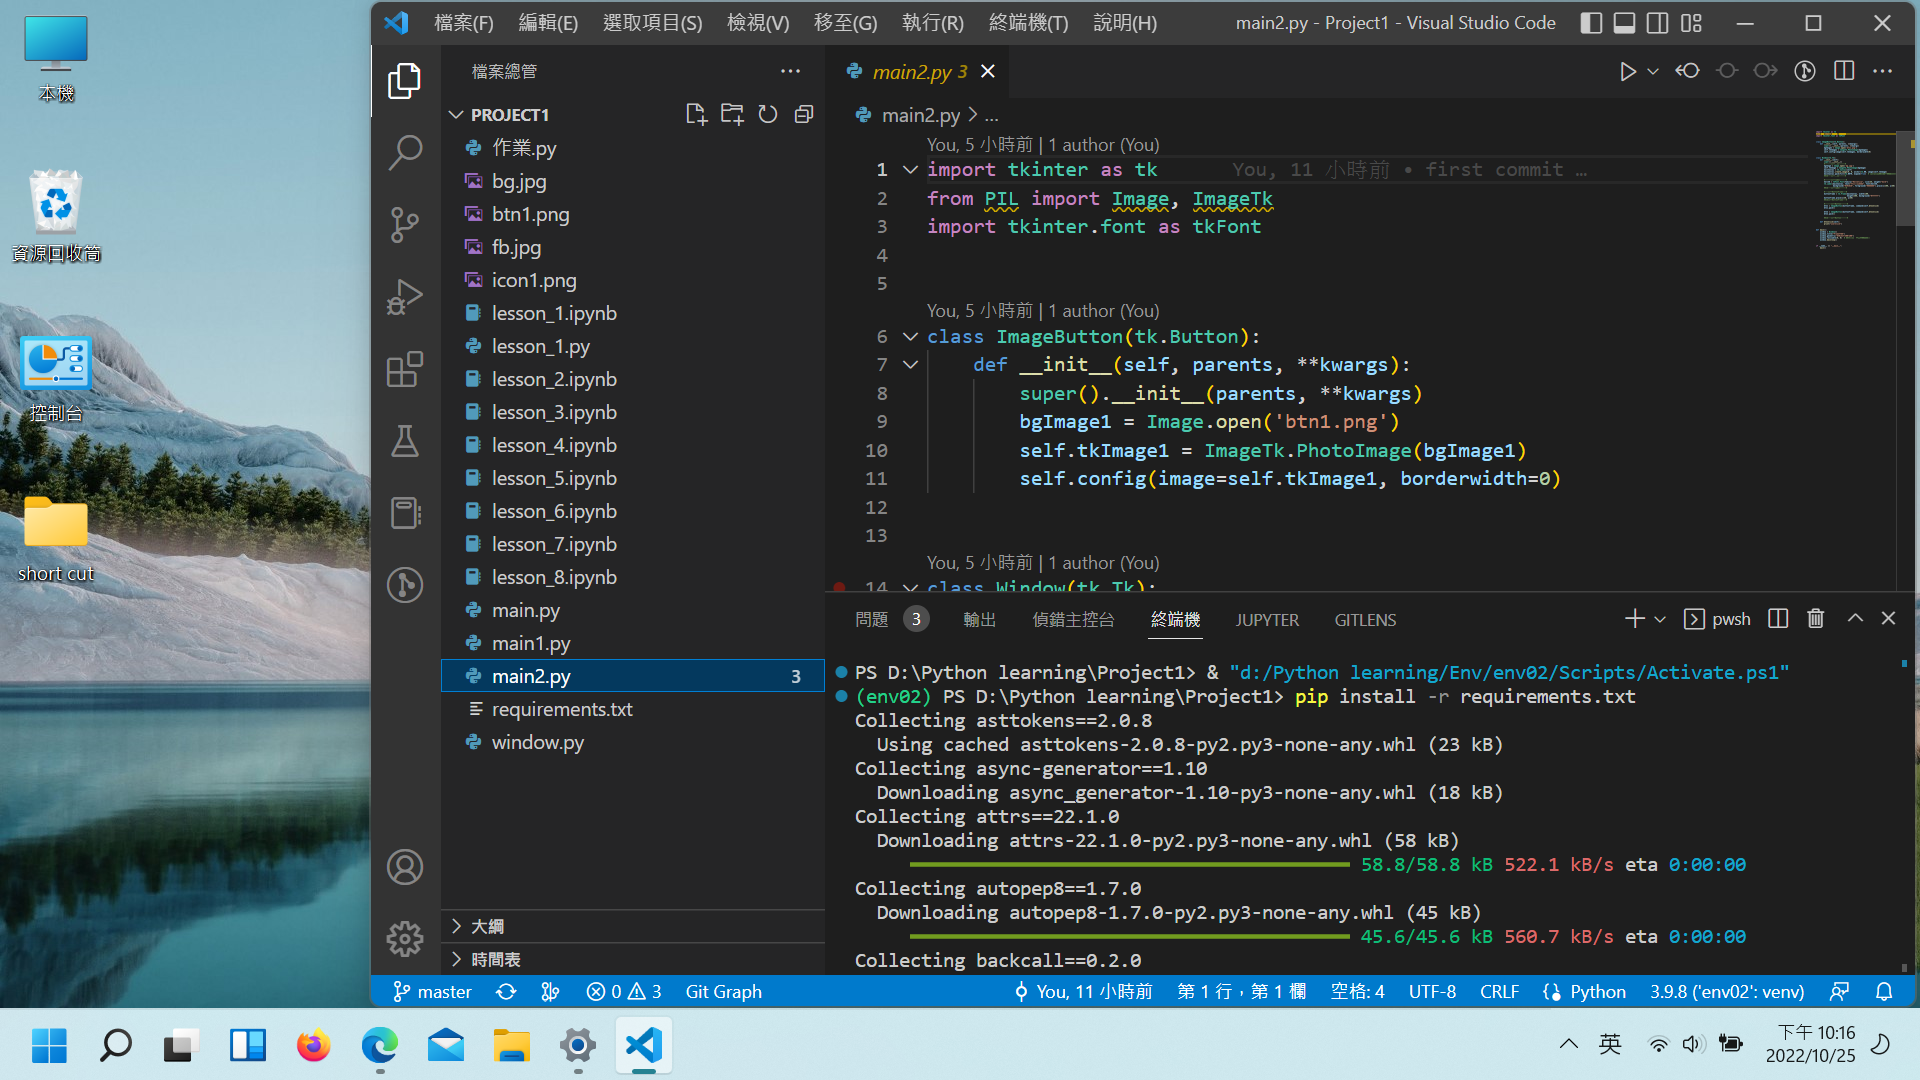 本機
資源回收筒
控制台
short cut
檔案(F) 編輯(E) 選取項目(S) 檢視(V) 移至(G) 執行(R) 終端機(T) 說明(H)
main2.py - Project1 - Visual Studio Code
檔案總管
PROJECT1
作業.py
bg.jpg
btn1.png
fb.jpg
icon1.png
lesson_1.ipynb
lesson_1.py
lesson_2.ipynb
lesson_3.ipynb
lesson_4.ipynb
lesson_5.ipynb
lesson_6.ipynb
lesson_7.ipynb
lesson_8.ipynb
main.py
main1.py
main2.py 3
requirements.txt
window.py
大綱
時間表
main2.py 3
main2.py > ...
You, 5 小時前 | 1 author (You)
1 import tkinter as tk You, 11 小時前 • first commit …
2 from PIL import Image, ImageTk
3 import tkinter.font as tkFont
4
5
You, 5 小時前 | 1 author (You)
6 class ImageButton(tk.Button):
7 def __init__(self, parents, **kwargs):
8 super().__init__(parents, **kwargs)
9 bgImage1 = Image.open('btn1.png')
10 self.tkImage1 = ImageTk.PhotoImage(bgImage1)
11 self.config(image=self.tkImage1, borderwidth=0)
12
13
You, 5 小時前 | 1 author (You)
14 class Window(tk.Tk):
問題 3 輸出 偵錯主控台 終端機 JUPYTER GITLENS
pwsh
PS D:\Python learning\Project1> & "d:/Python learning/Env/env02/Scripts/Activate.ps1"
(env02) PS D:\Python learning\Project1> pip install -r requirements.txt
Collecting asttokens==2.0.8
Using cached asttokens-2.0.8-py2.py3-none-any.whl (23 kB)
Collecting async-generator==1.10
Downloading async_generator-1.10-py3-none-any.whl (18 kB)
Collecting attrs==22.1.0
Downloading attrs-22.1.0-py2.py3-none-any.whl (58 kB)
58.8/58.8 kB 522.1 kB/s eta 0:00:00
Collecting autopep8==1.7.0
Downloading autopep8-1.7.0-py2.py3-none-any.whl (45 kB)
45.6/45.6 kB 560.7 kB/s eta 0:00:00
Collecting backcall==0.2.0
master 0 3 Git Graph
You, 11 小時前 第 1 行，第 1 欄 空格: 4 UTF-8 CRLF Python 3.9.8 ('env02': venv)
英
下午 10:16
2022/10/25